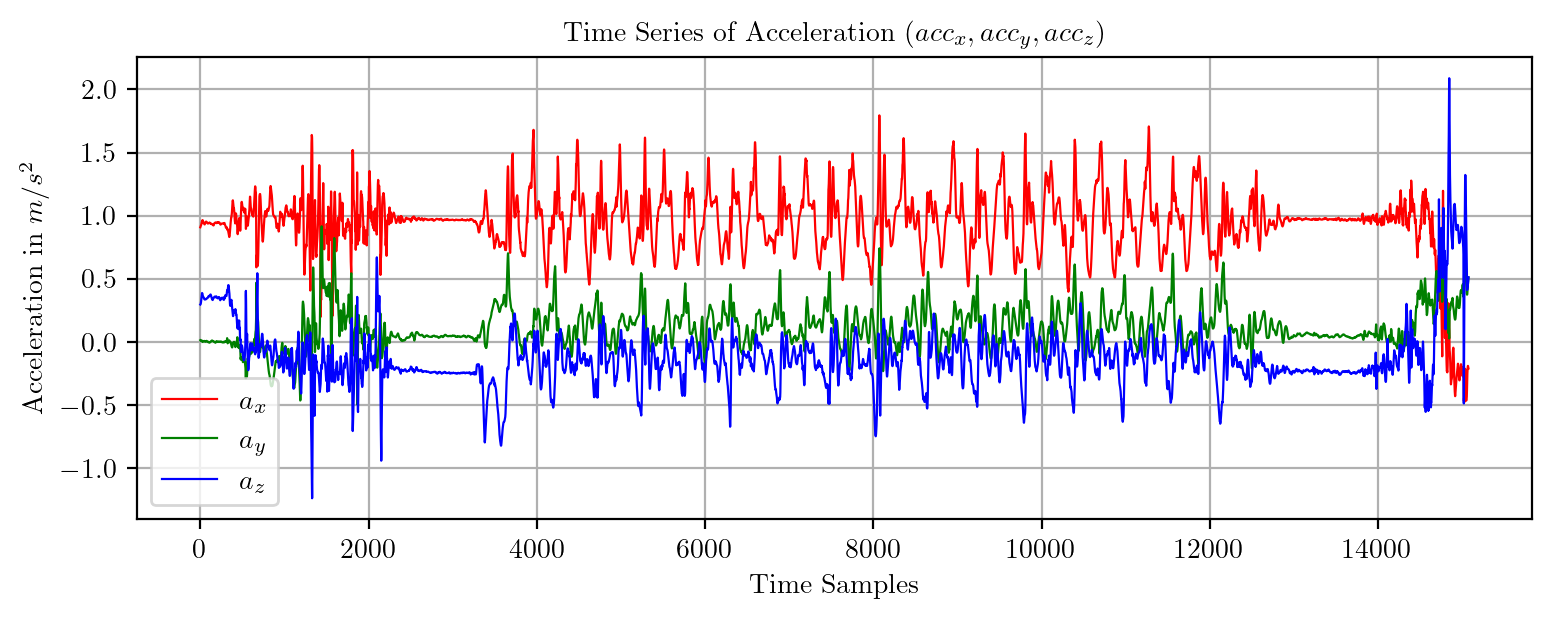 Time Series of Acceleration (acc_x, acc_y, acc_z)
Acceleration in m/s^2
2.0
1.5
1.0
0.5
0.0
−0.5
−1.0
a_x
a_y
a_z
0 2000 4000 6000 8000 10000 12000 14000
Time Samples